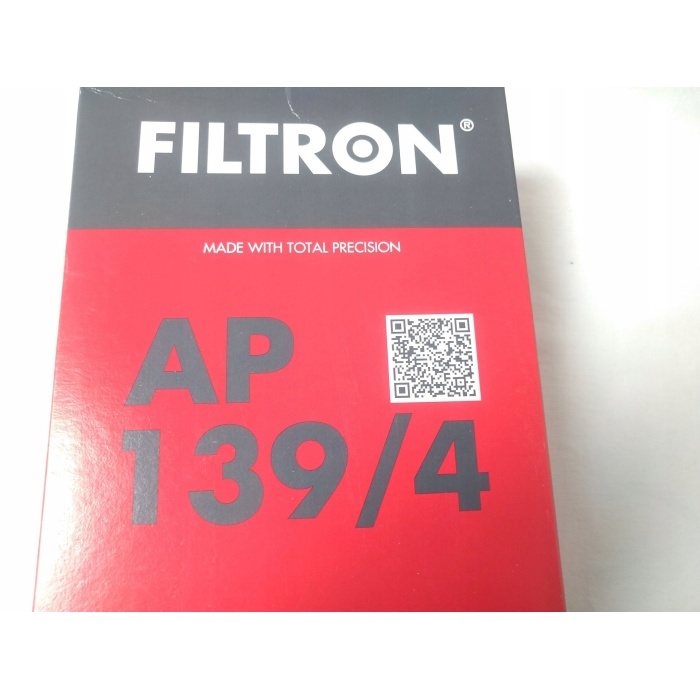 FILTRON®
MADE WITH TOTAL PRECISION
AP
139/4